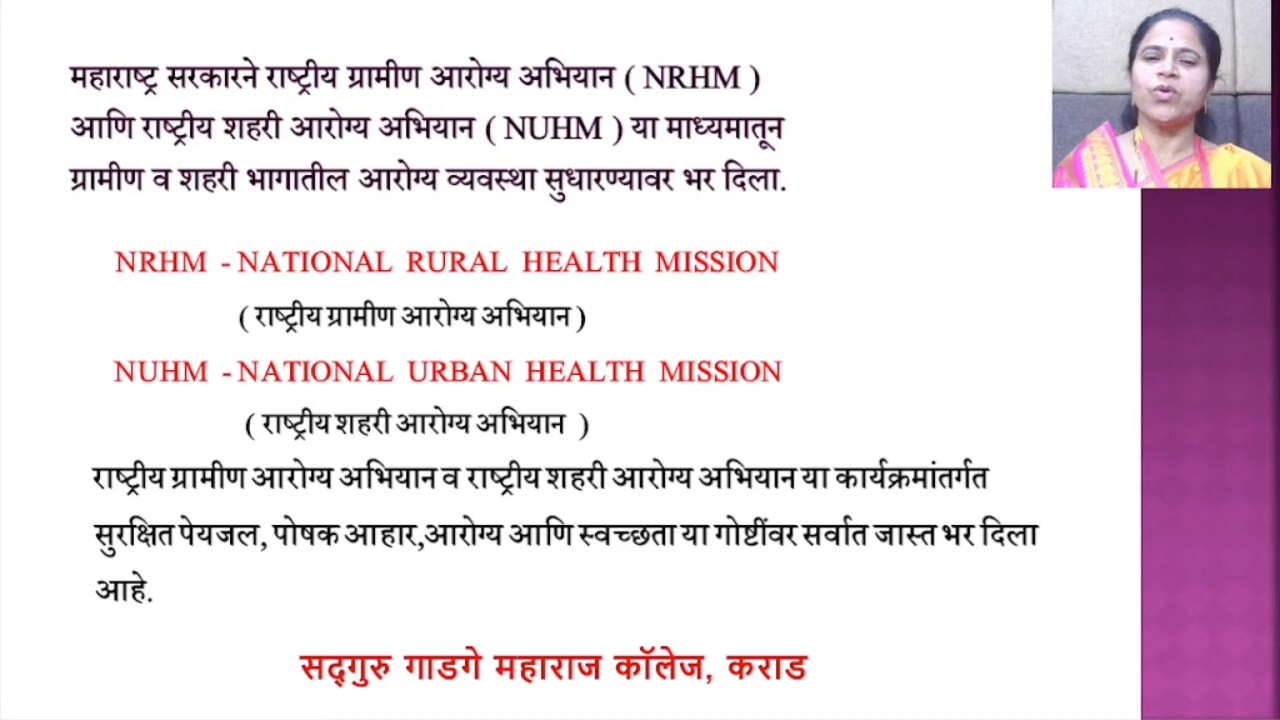 महाराष्ट्र सरकारने राष्ट्रीय ग्रामीण आरोग्य अभियान ( NRHM )
आणि राष्ट्रीय शहरी आरोग्य अभियान ( NUHM ) या माध्यमातून
ग्रामीण व शहरी भागातील आरोग्य व्यवस्था सुधारण्यावर भर दिला.
NRHM - NATIONAL RURAL HEALTH MISSION
( राष्ट्रीय ग्रामीण आरोग्य अभियान )
NUHM - NATIONAL URBAN HEALTH MISSION
( राष्ट्रीय शहरी आरोग्य अभियान )
राष्ट्रीय ग्रामीण आरोग्य अभियान व राष्ट्रीय शहरी आरोग्य अभियान या कार्यक्रमांतर्गत
सुरक्षित पेयजल, पोषक आहार,आरोग्य आणि स्वच्छता या गोष्टींवर सर्वात जास्त भर दिला
आहे.
सद्‌गुरु गाडगे महाराज कॉलेज, कराड